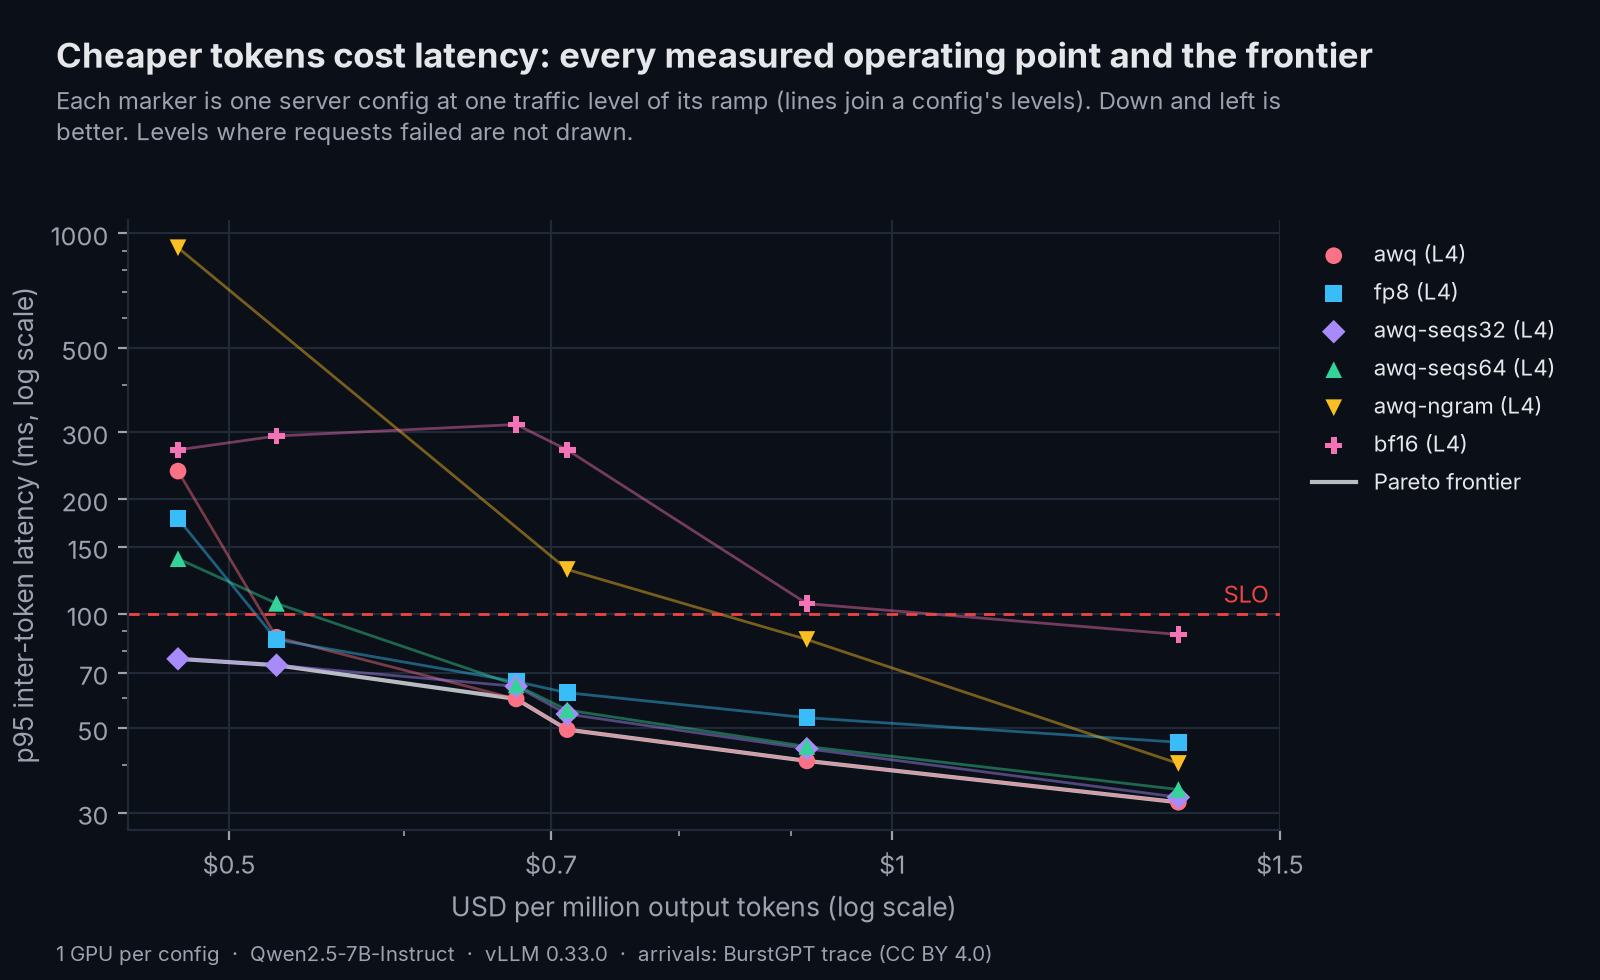 Cheaper tokens cost latency: every measured operating point and the frontier
Each marker is one server config at one traffic level of its ramp (lines join a config's levels). Down and left is
better. Levels where requests failed are not drawn.
p95 inter-token latency (ms, log scale)
1000
500
300
200
150
100
70
50
30
SLO
awq (L4)
fp8 (L4)
awq-seqs32 (L4)
awq-seqs64 (L4)
awq-ngram (L4)
bf16 (L4)
Pareto frontier
$0.5
$0.7
$1
$1.5
USD per million output tokens (log scale)
1 GPU per config · Qwen2.5-7B-Instruct · vLLM 0.33.0 · arrivals: BurstGPT trace (CC BY 4.0)